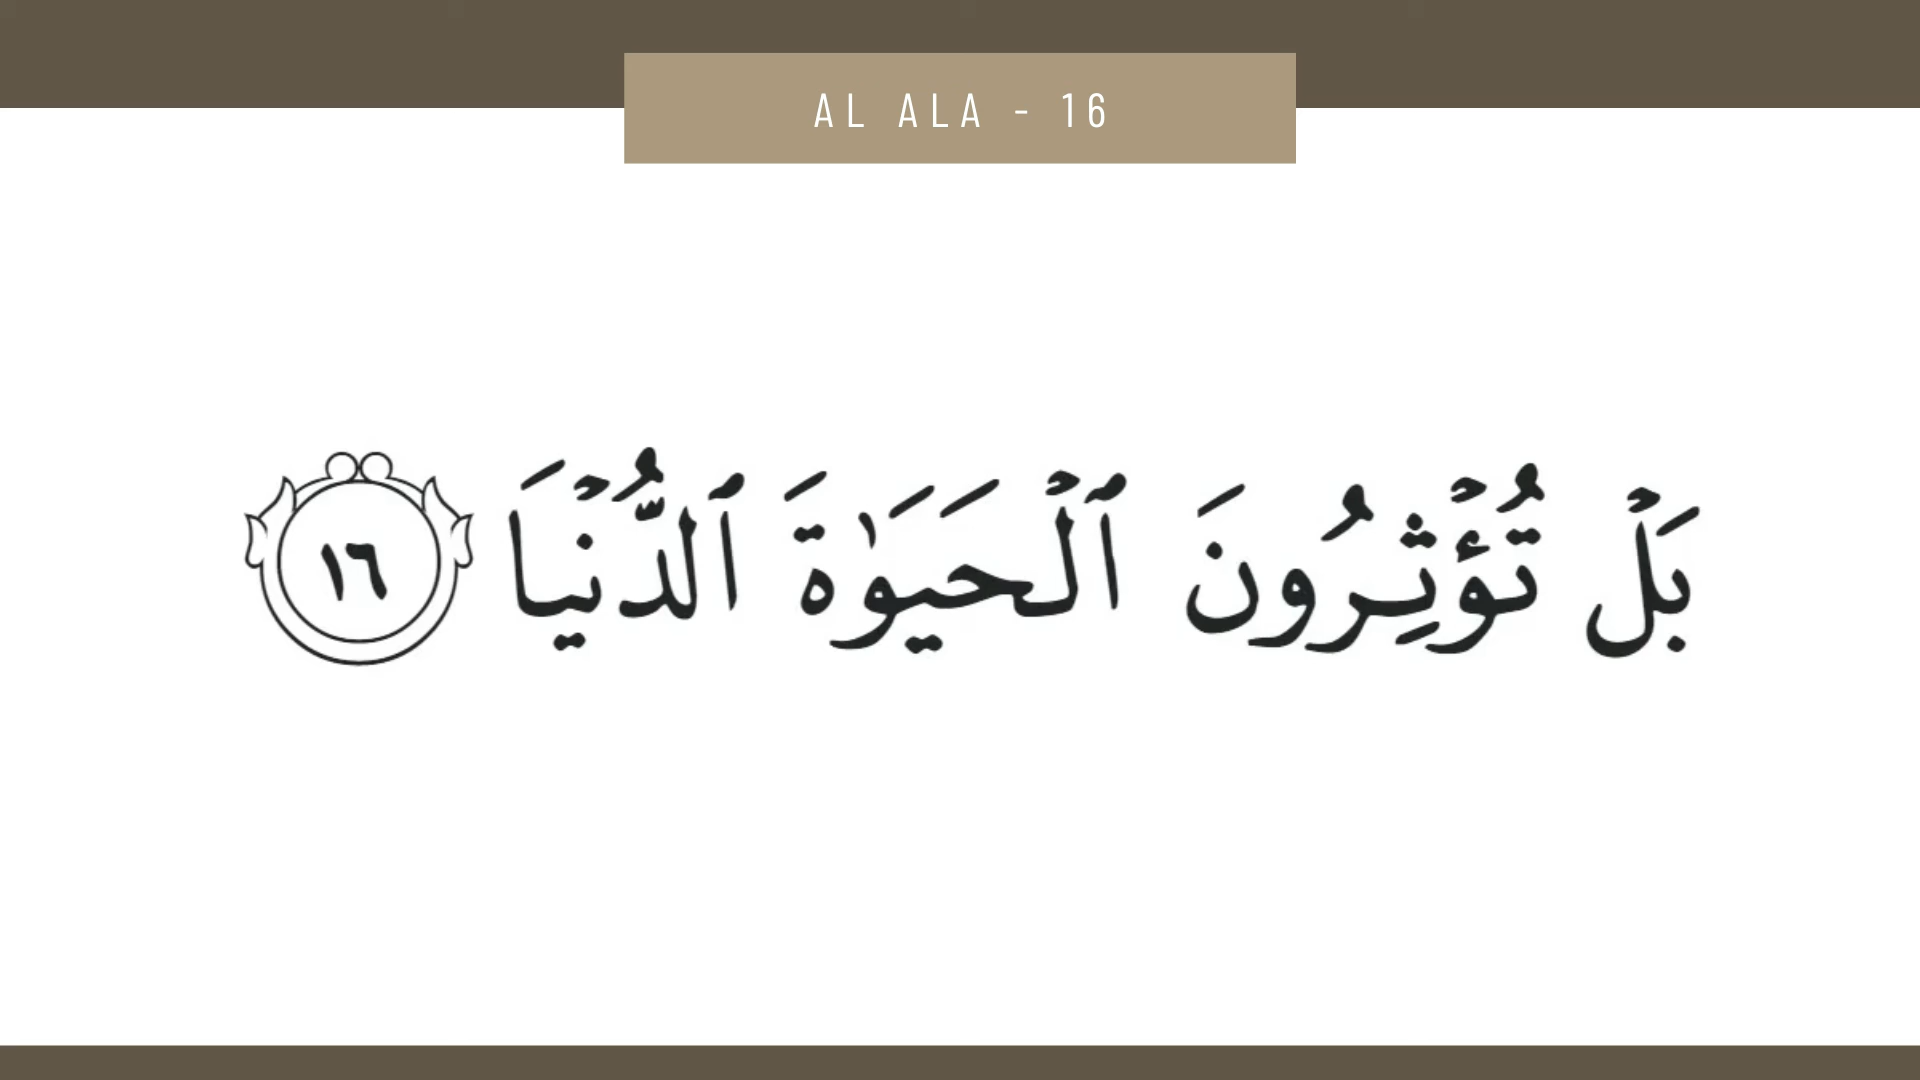 AL ALA - 16
بَلۡ تُؤۡثِرُونَ ٱلۡحَيَوٰةَ ٱلدُّنۡيَا ١٦